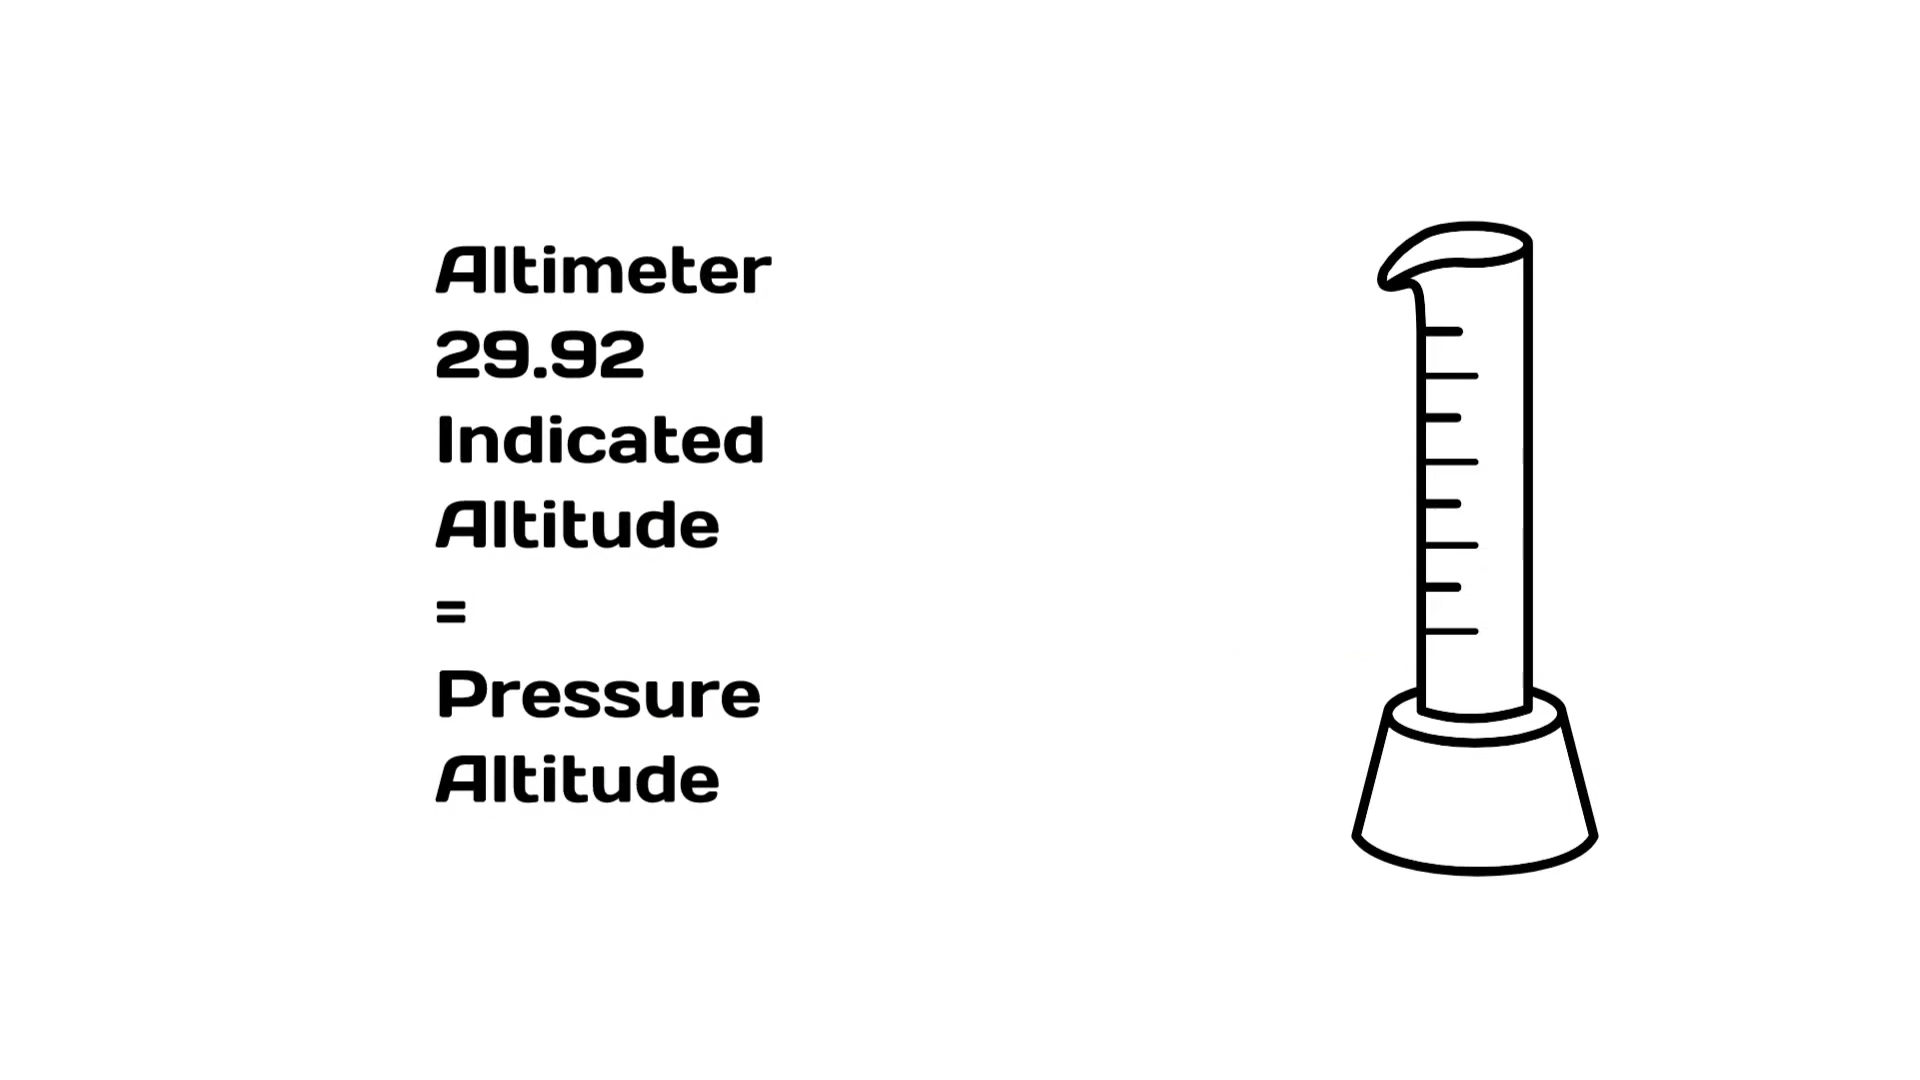 Altimeter
29.92
Indicated
Altitude
=
Pressure
Altitude